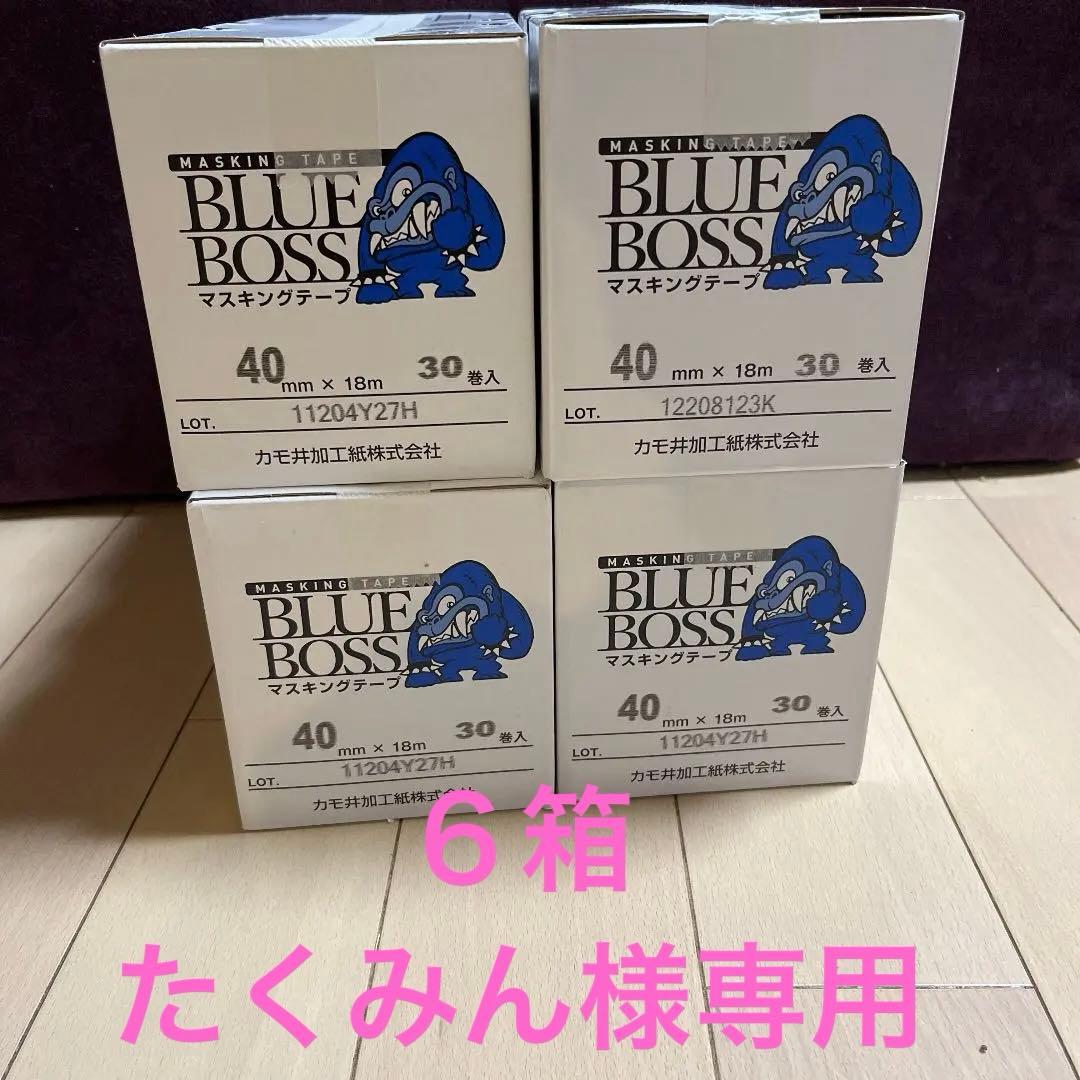 MASKING TAPE
BLUE
BOSS
マスキングテープ
40 mm × 18m 30 巻入
LOT. 11204Y27H
カモ井加工紙株式会社
MASKING TAPE
BLUE
BOSS
マスキングテープ
40 mm × 18m 30 巻入
LOT. 12208123K
カモ井加工紙株式会社
MASKING TAPE
BLUE
BOSS
マスキングテープ
40 mm × 18m 30 巻入
LOT. 11204Y27H
カモ井加工紙株式会社
MASKING TAPE
BLUE
BOSS
マスキングテープ
40 mm × 18m 30 巻入
LOT. 11204Y27H
カモ井加工紙株式会社
６箱
たくみん様専用